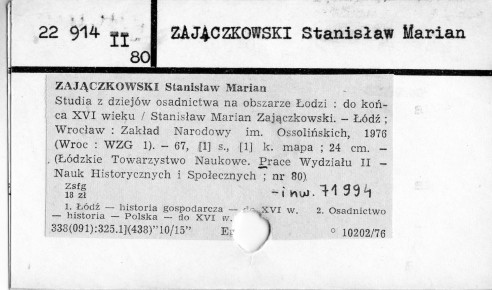 22 914 II 80
ZAJĄCZKOWSKI Stanisław Marian
ZAJĄCZKOWSKI Stanisław Marian
Studia z dziejów osadnictwa na obszarze Łodzi : do koń-
ca XVI wieku / Stanisław Marian Zajączkowski. – Łódź ;
Wrocław : Zakład Narodowy im. Ossolińskich, 1976
(Wroc : WZG 1). – 67, [1] s., [1] k. mapa ; 24 cm. –
(Łódzkie Towarzystwo Naukowe. Prace Wydziału II –
Nauk Historycznych i Społecznych ; nr 80)
Zsfg
18 zł
– inw. 71994
1. Łódź – historia gospodarcza – do XVI w. 2. Osadnictwo
– historia – Polska – do XVI w.
338(091):325.1](438)"10/15"
° 10202/76